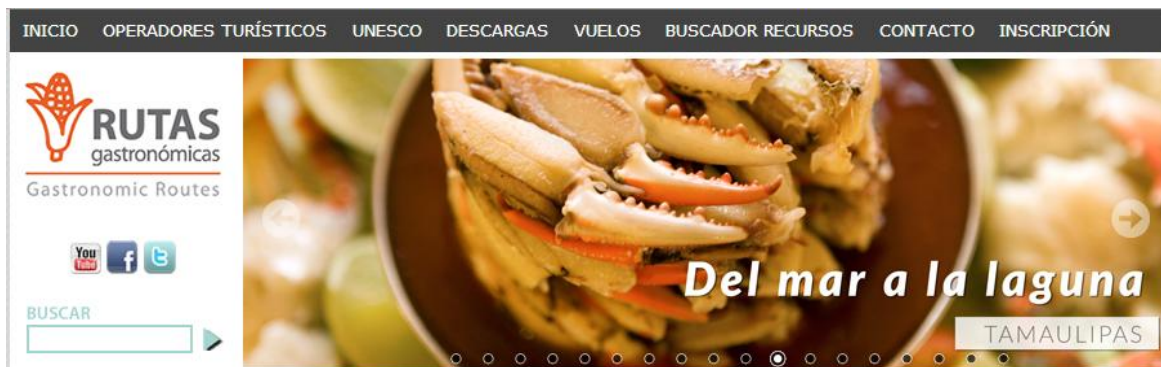 INICIO OPERADORES TURÍSTICOS UNESCO DESCARGAS VUELOS BUSCADOR RECURSOS CONTACTO INSCRIPCIÓN
RUTAS
gastronómicas
Gastronomic Routes
You
Tube
f
t
BUSCAR
Del mar a la laguna
TAMAULIPAS